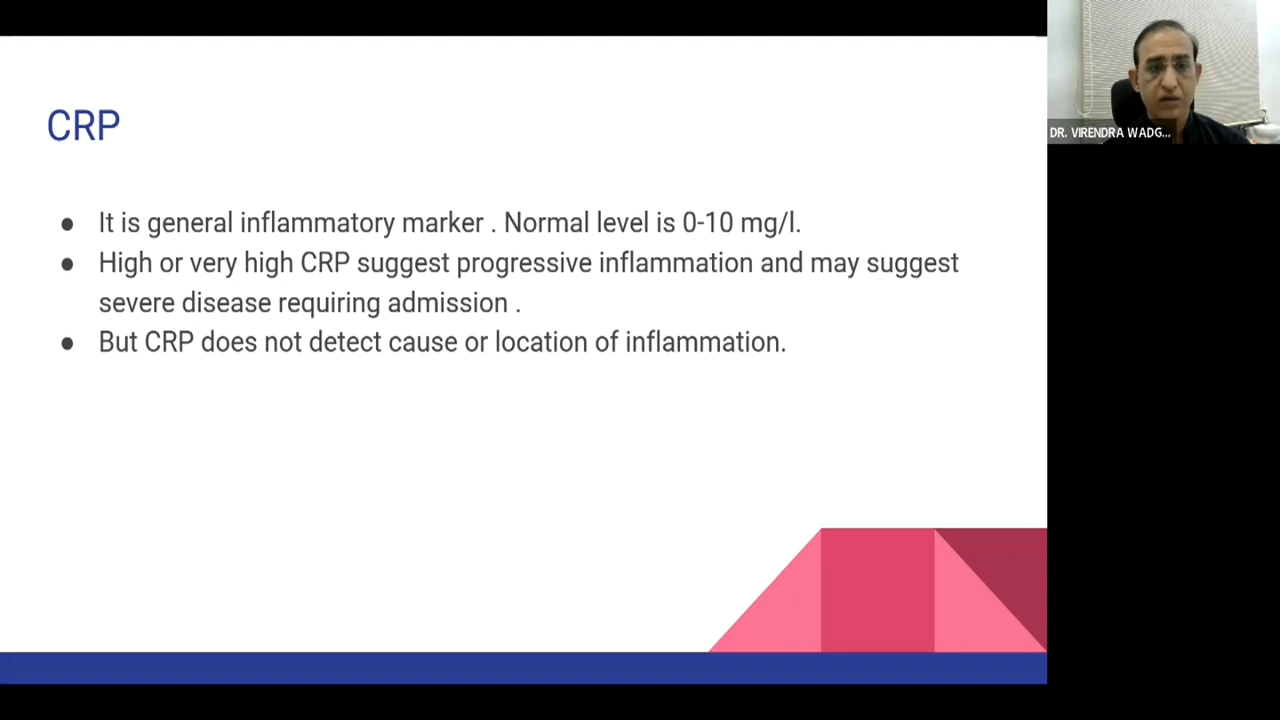 CRP
● It is general inflammatory marker . Normal level is 0-10 mg/l.
● High or very high CRP suggest progressive inflammation and may suggest
severe disease requiring admission .
● But CRP does not detect cause or location of inflammation.
DR. VIRENDRA WADG...